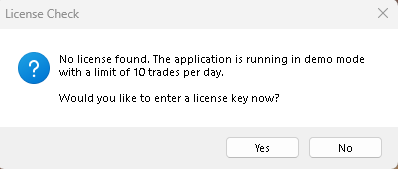 License Check
No license found. The application is running in demo mode
with a limit of 10 trades per day.
Would you like to enter a license key now?
Yes
No